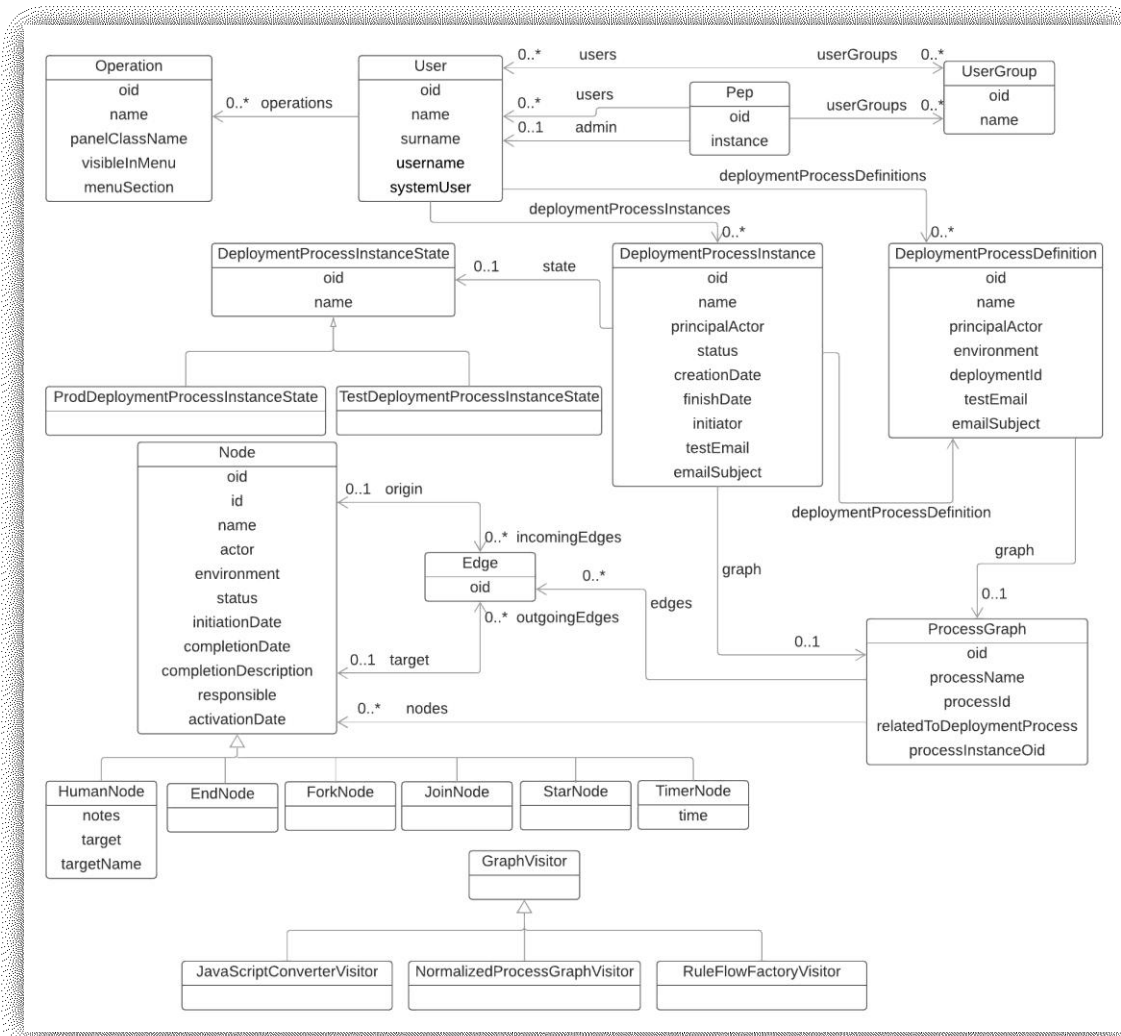 Operation
oid
name
panelClassName
visibleInMenu
menuSection
0..* operations
User
oid
name
surname
username
systemUser
0..* users
userGroups 0..*
UserGroup
oid
name
Pep
oid
instance
0..* users
0..1 admin
userGroups 0..*
deploymentProcessDefinitions
0..*
deploymentProcessInstances
0..*
DeploymentProcessInstanceState
oid
name
0..1 state
DeploymentProcessInstance
oid
name
principalActor
status
creationDate
finishDate
initiator
testEmail
emailSubject
DeploymentProcessDefinition
oid
name
principalActor
environment
deploymentId
testEmail
emailSubject
ProdDeploymentProcessInstanceState
TestDeploymentProcessInstanceState
deploymentProcessDefinition
Node
oid
id
name
actor
environment
status
initiationDate
completionDate
completionDescription
responsible
activationDate
0..1 origin
0..* incomingEdges
Edge
oid
0..* outgoingEdges
0..1 target
0..* nodes
0..*
edges
graph
0..1
graph
0..1
ProcessGraph
oid
processName
processId
relatedToDeploymentProcess
processInstanceOid
HumanNode
notes
target
targetName
EndNode
ForkNode
JoinNode
StarNode
TimerNode
time
GraphVisitor
JavaScriptConverterVisitor
NormalizedProcessGraphVisitor
RuleFlowFactoryVisitor